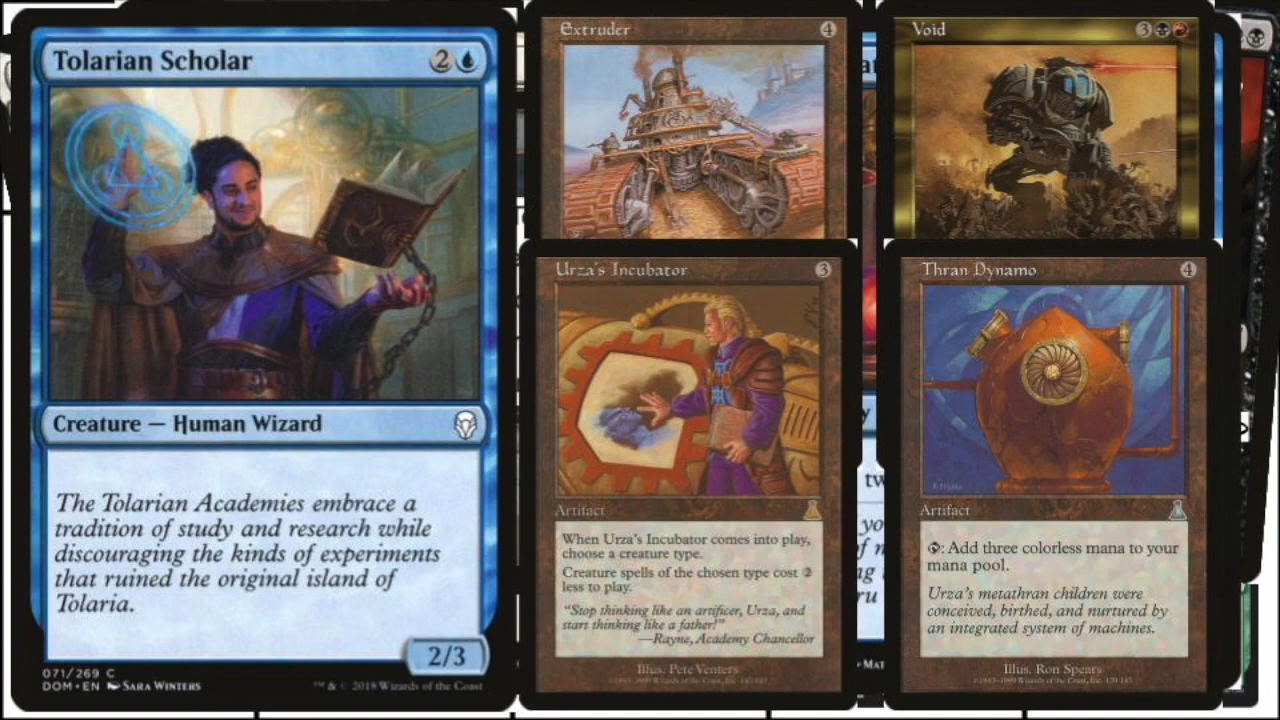 Tolarian Scholar 2
Creature — Human Wizard
The Tolarian Academies embrace a
tradition of study and research while
discouraging the kinds of experiments
that ruined the original island of
Tolaria.
2/3
071/269 C
DOM • EN SARA WINTERS
™ & © 2018 Wizards of the Coast
Extruder 4
Void 3
Urza's Incubator 3
Artifact
When Urza's Incubator comes into play,
choose a creature type.
Creature spells of the chosen type cost 2
less to play.
"Stop thinking like an artificer, Urza, and
start thinking like a father!"
—Rayne, Academy Chancellor
Illus. Pete Venters
Thran Dynamo 4
Artifact
: Add three colorless mana to your
mana pool.
Urza's metathran children were
conceived, birthed, and nurtured by
an integrated system of machines.
Illus. Ron Spears